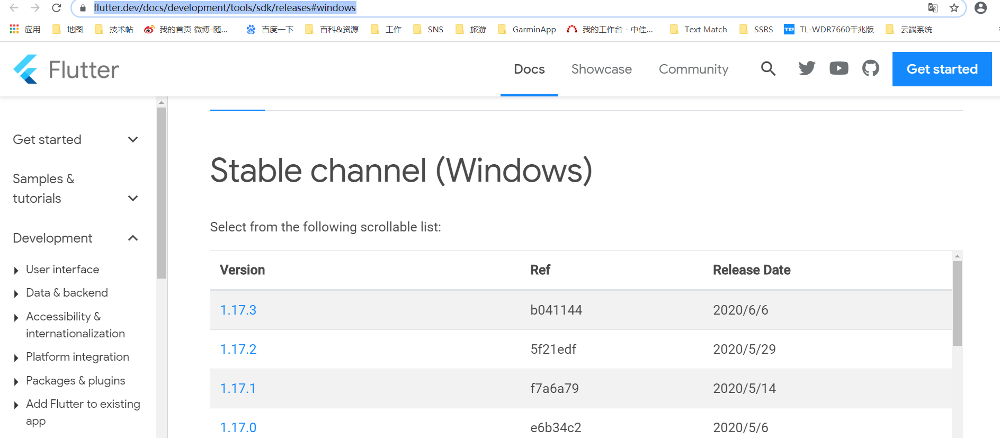 flutter.dev/docs/development/tools/sdk/releases#windows
应用 地图 技术帖 我的首页 微博-随... 百度一下 百科&资源 工作 SNS 旅游 GarminApp 我的工作台 - 中佳... Text Match SSRS TL-WDR7660千兆版 云端系统
Flutter Docs Showcase Community Get started
Get started
Samples &
tutorials
Development
User interface
Data & backend
Accessibility &
internationalization
Platform integration
Packages & plugins
Add Flutter to existing
app
Stable channel (Windows)
Select from the following scrollable list:
Version Ref Release Date
1.17.3 b041144 2020/6/6
1.17.2 5f21edf 2020/5/29
1.17.1 f7a6a79 2020/5/14
1.17.0 e6b34c2 2020/5/6